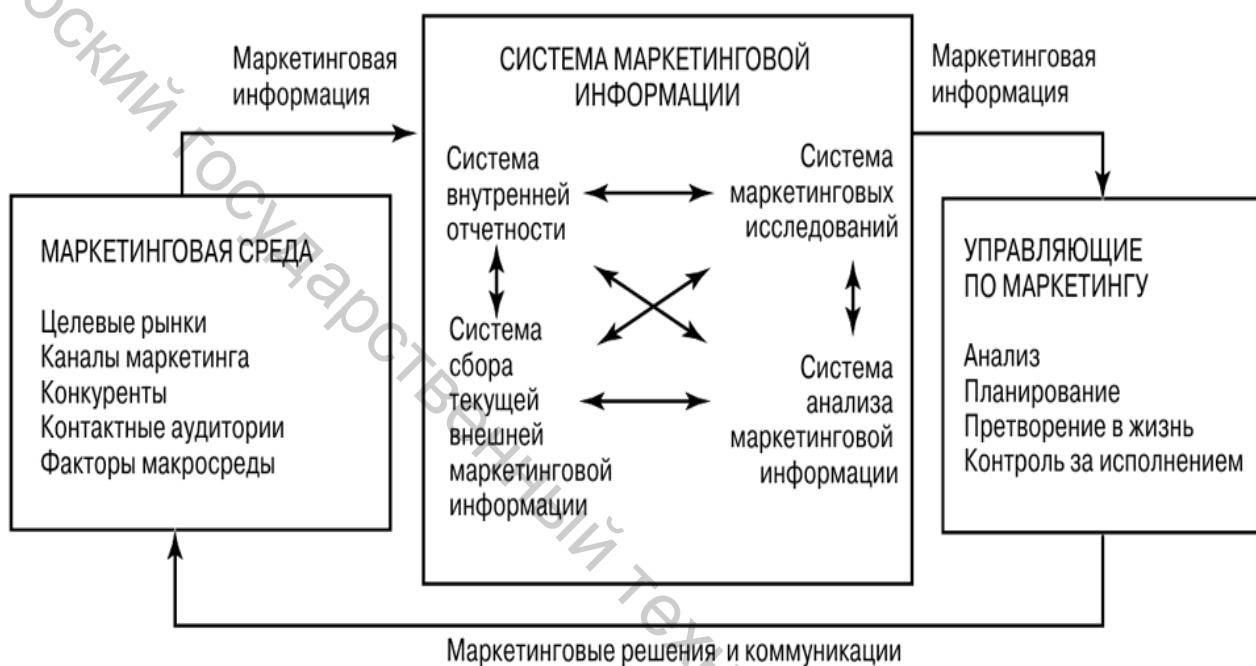 Маркетинговая
информация
СИСТЕМА МАРКЕТИНГОВОЙ
ИНФОРМАЦИИ
Маркетинговая
информация
Система
внутренней
отчетности
Система
маркетинговых
исследований
Система
сбора
текущей
внешней
маркетинговой
информации
Система
анализа
маркетинговой
информации
МАРКЕТИНГОВАЯ СРЕДА
Целевые рынки
Каналы маркетинга
Конкуренты
Контактные аудитории
Факторы макросреды
УПРАВЛЯЮЩИЕ
ПО МАРКЕТИНГУ
Анализ
Планирование
Претворение в жизнь
Контроль за исполнением
Маркетинговые решения и коммуникации
государственный